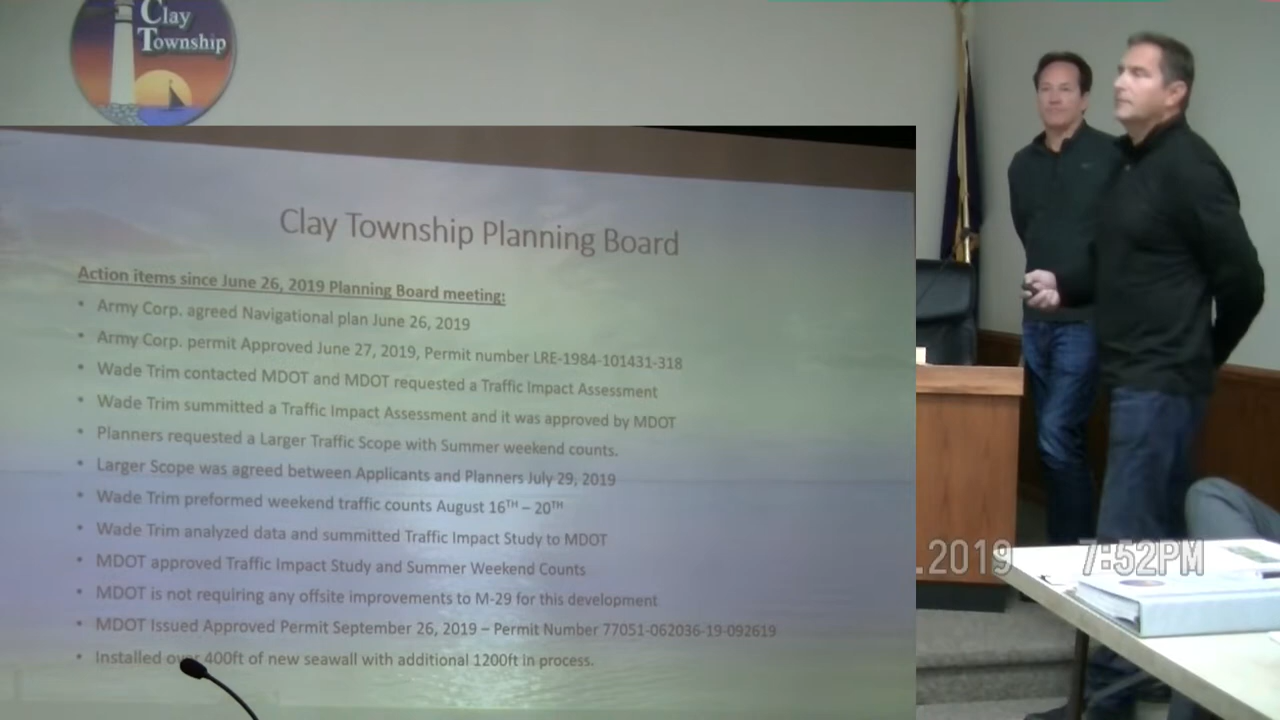 Clay
Township
Clay Township Planning Board
Action items since June 26, 2019 Planning Board meeting:
• Army Corp. agreed Navigational plan June 26, 2019
• Army Corp. permit Approved June 27, 2019, Permit number LRE-1984-101431-318
• Wade Trim contacted MDOT and MDOT requested a Traffic Impact Assessment
• Wade Trim summitted a Traffic Impact Assessment and it was approved by MDOT
• Planners requested a Larger Traffic Scope with Summer weekend counts.
• Larger Scope was agreed between Applicants and Planners July 29, 2019
• Wade Trim preformed weekend traffic counts August 16TH – 20TH
• Wade Trim analyzed data and summitted Traffic Impact Study to MDOT
• MDOT approved Traffic Impact Study and Summer Weekend Counts
• MDOT is not requiring any offsite improvements to M-29 for this development
• MDOT Issued Approved Permit September 26, 2019 – Permit Number 77051-062036-19-092619
• Installed over 400ft of new seawall with additional 1200ft in process.
.2019 7:52PM